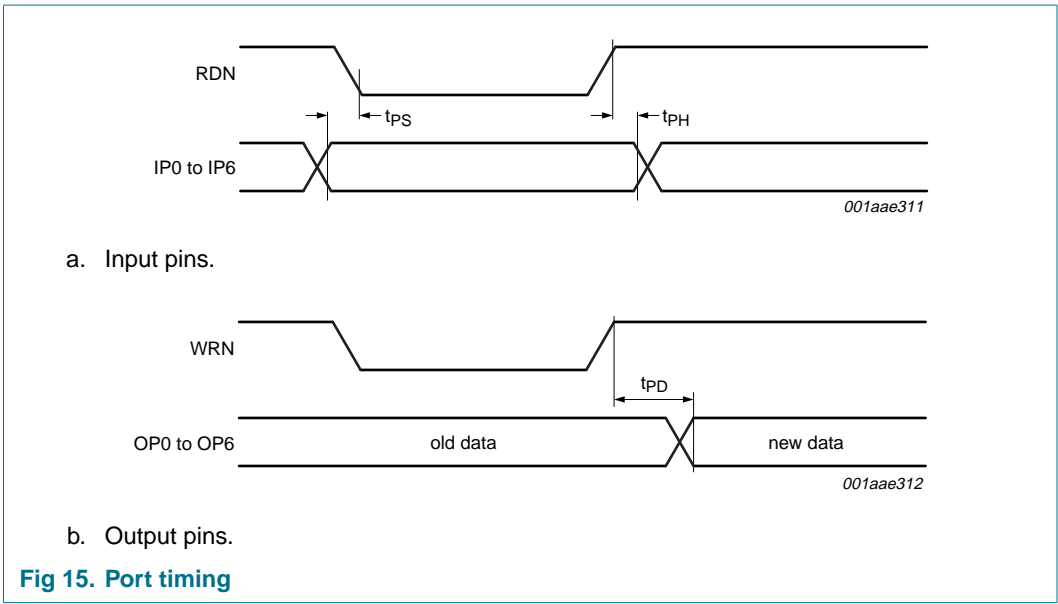 RDN
tPS
tPH
IP0 to IP6
001aae311
a. Input pins.
WRN
tPD
OP0 to OP6
old data
new data
001aae312
b. Output pins.
Fig 15. Port timing